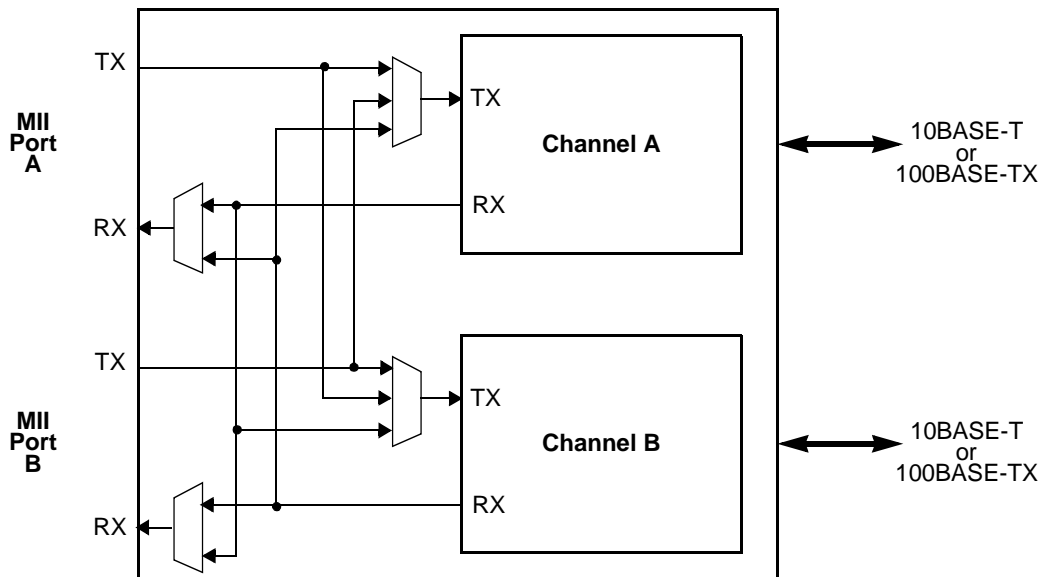 TX
MII
Port
A
RX
TX
Channel A
RX
10BASE-T
or
100BASE-TX
TX
MII
Port
B
RX
TX
Channel B
RX
10BASE-T
or
100BASE-TX